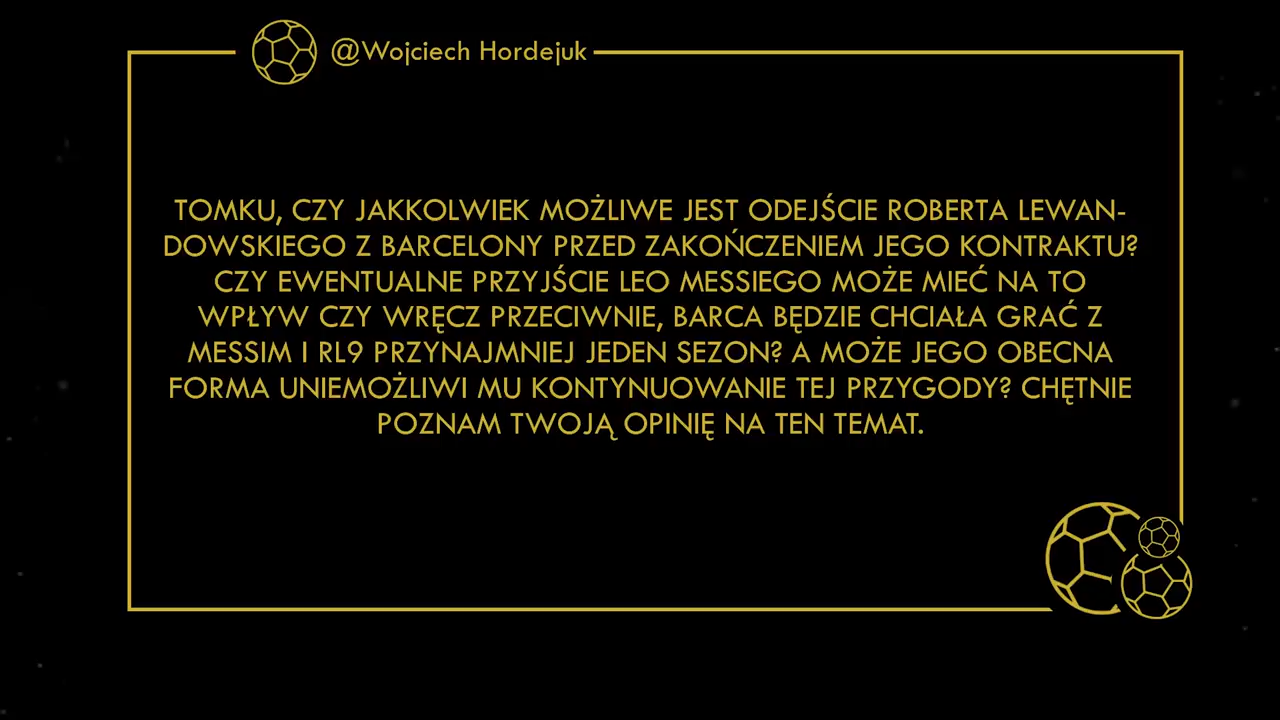 @Wojciech Hordejuk
TOMKU, CZY JAKKOLWIEK MOŻLIWE JEST ODEJŚCIE ROBERTA LEWAN-
DOWSKIEGO Z BARCELONY PRZED ZAKOŃCZENIEM JEGO KONTRAKTU?
CZY EWENTUALNE PRZYJŚCIE LEO MESSIEGO MOŻE MIEĆ NA TO
WPŁYW CZY WRĘCZ PRZECIWNIE, BARCA BĘDZIE CHCIAŁA GRAĆ Z
MESSIM I RL9 PRZYNAJMNIEJ JEDEN SEZON? A MOŻE JEGO OBECNA
FORMA UNIEMOŻLIWI MU KONTYNUOWANIE TEJ PRZYGODY? CHĘTNIE
POZNAM TWOJĄ OPINIĘ NA TEN TEMAT.